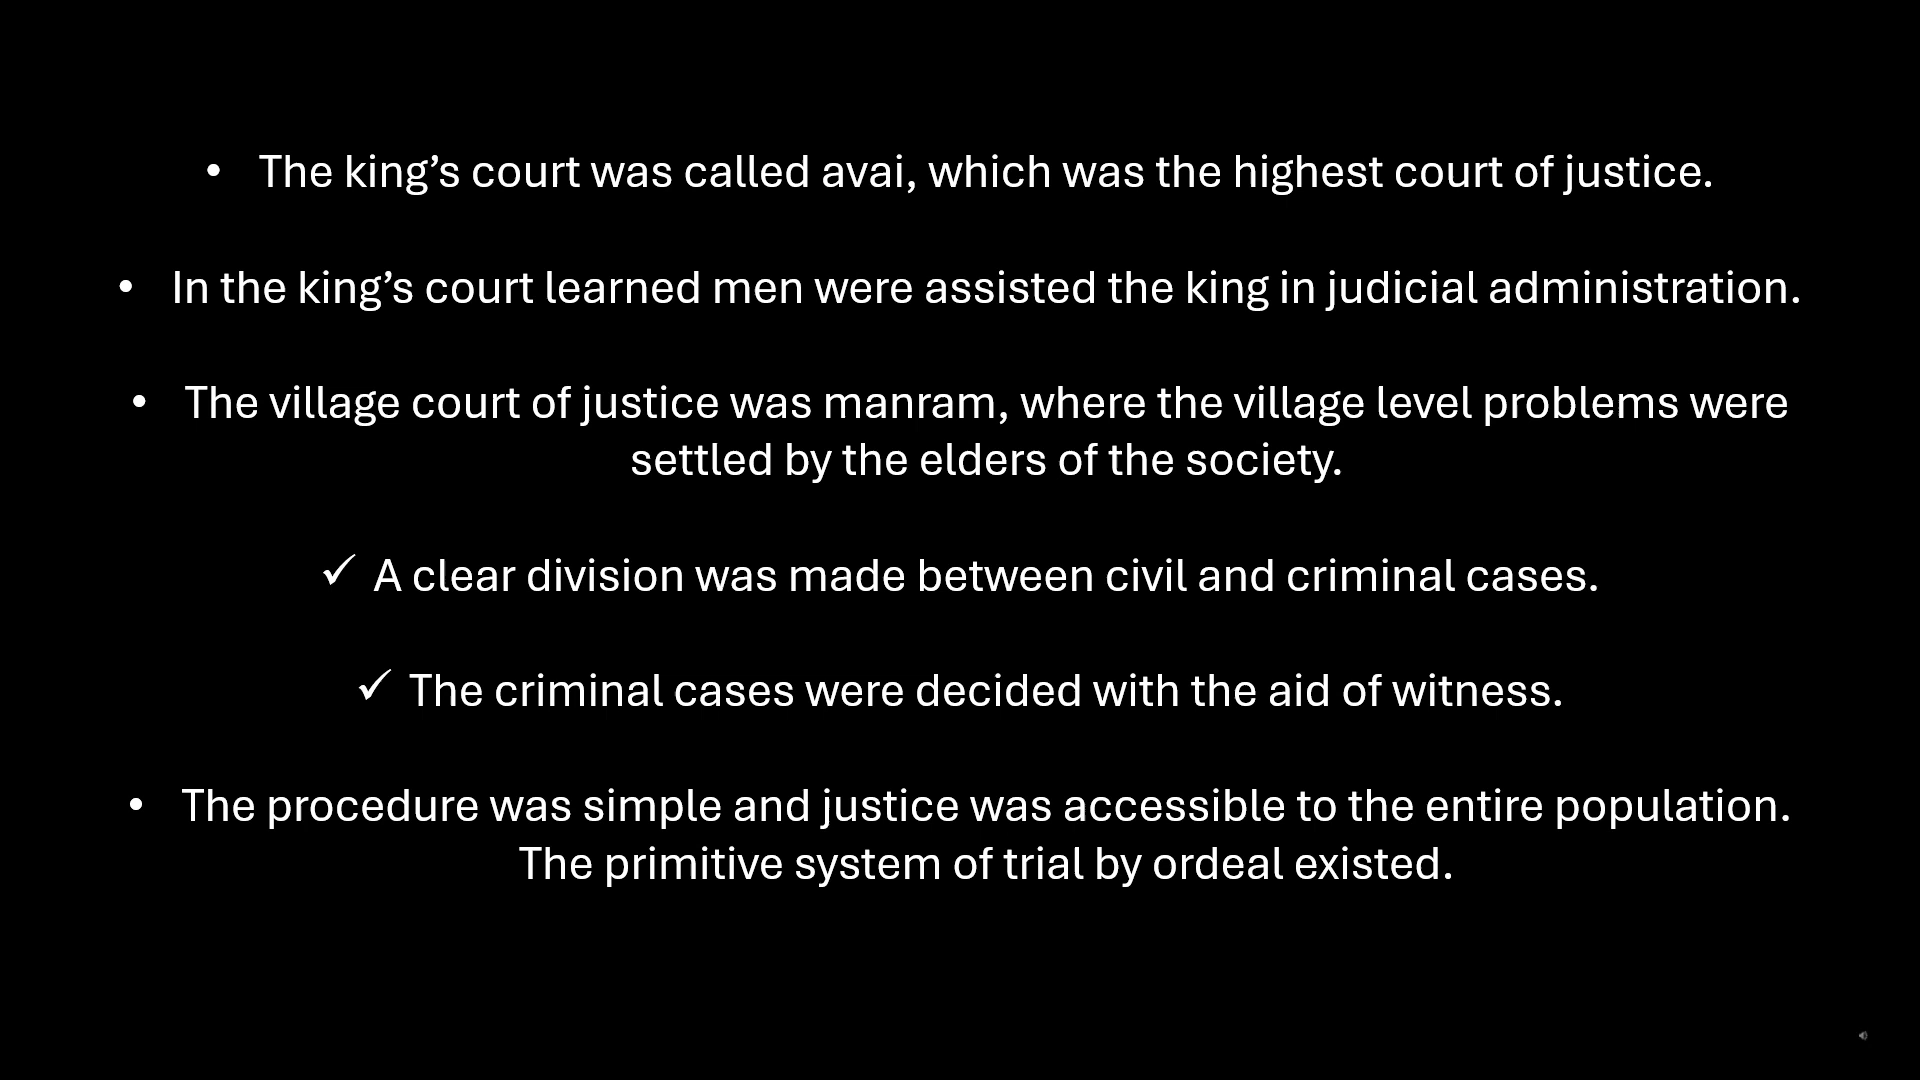 • The king’s court was called avai, which was the highest court of justice.
• In the king’s court learned men were assisted the king in judicial administration.
• The village court of justice was manram, where the village level problems were
settled by the elders of the society.
✓ A clear division was made between civil and criminal cases.
✓ The criminal cases were decided with the aid of witness.
• The procedure was simple and justice was accessible to the entire population.
The primitive system of trial by ordeal existed.